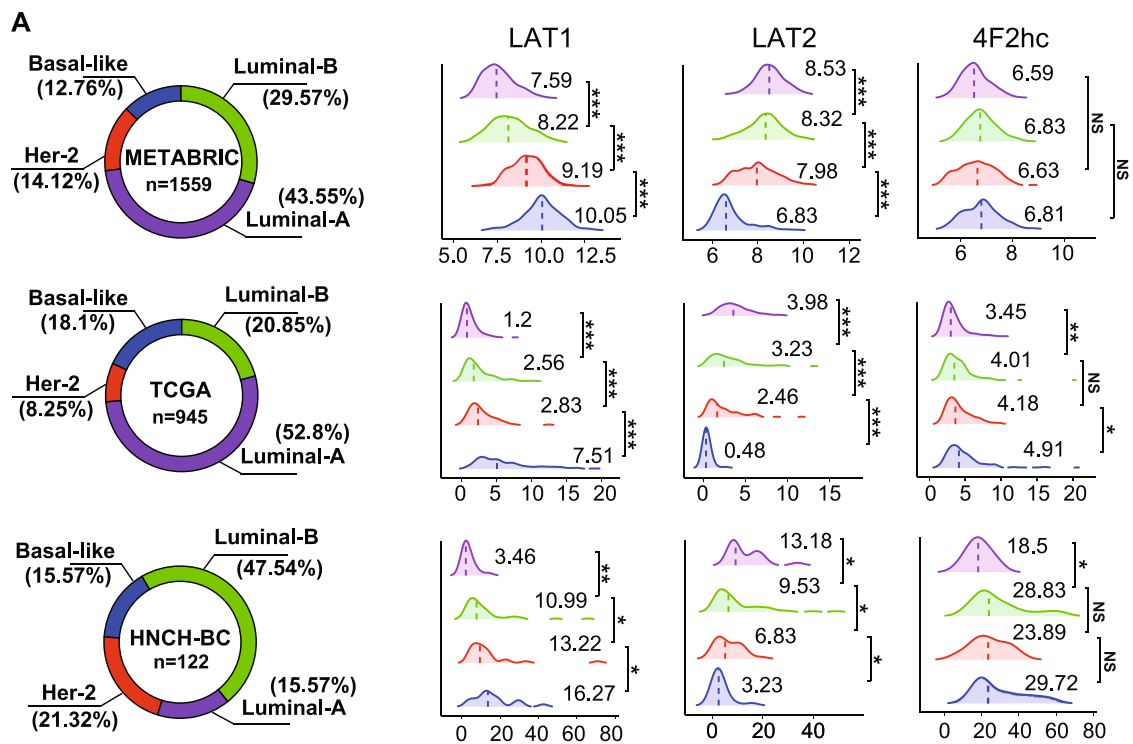 A
LAT1
LAT2
4F2hc
Basal-like
(12.76%)
Luminal-B
(29.57%)
METABRIC
n=1559
Her-2
(14.12%)
(43.55%)
Luminal-A
7.59
8.22
9.19
10.05
***
***
***
5.0 7.5 10.0 12.5
8.53
8.32
7.98
6.83
***
***
***
6 8 10 12
6.59
6.83
6.63
6.81
NS
NS
6 8 10
Basal-like
(18.1%)
Luminal-B
(20.85%)
TCGA
n=945
Her-2
(8.25%)
(52.8%)
Luminal-A
1.2
2.56
2.83
7.51
***
***
***
0 5 10 15 20
3.98
3.23
2.46
0.48
***
***
***
0 5 10 15
3.45
4.01
4.18
4.91
**
NS
*
0 5 10 15 20
Basal-like
(15.57%)
Luminal-B
(47.54%)
HNCH-BC
n=122
Her-2
(21.32%)
(15.57%)
Luminal-A
3.46
10.99
13.22
16.27
**
*
*
0 20 40 60 80
13.18
9.53
6.83
3.23
*
*
*
0 20 40
18.5
28.83
23.89
29.72
*
NS
NS
0 20 40 60 80